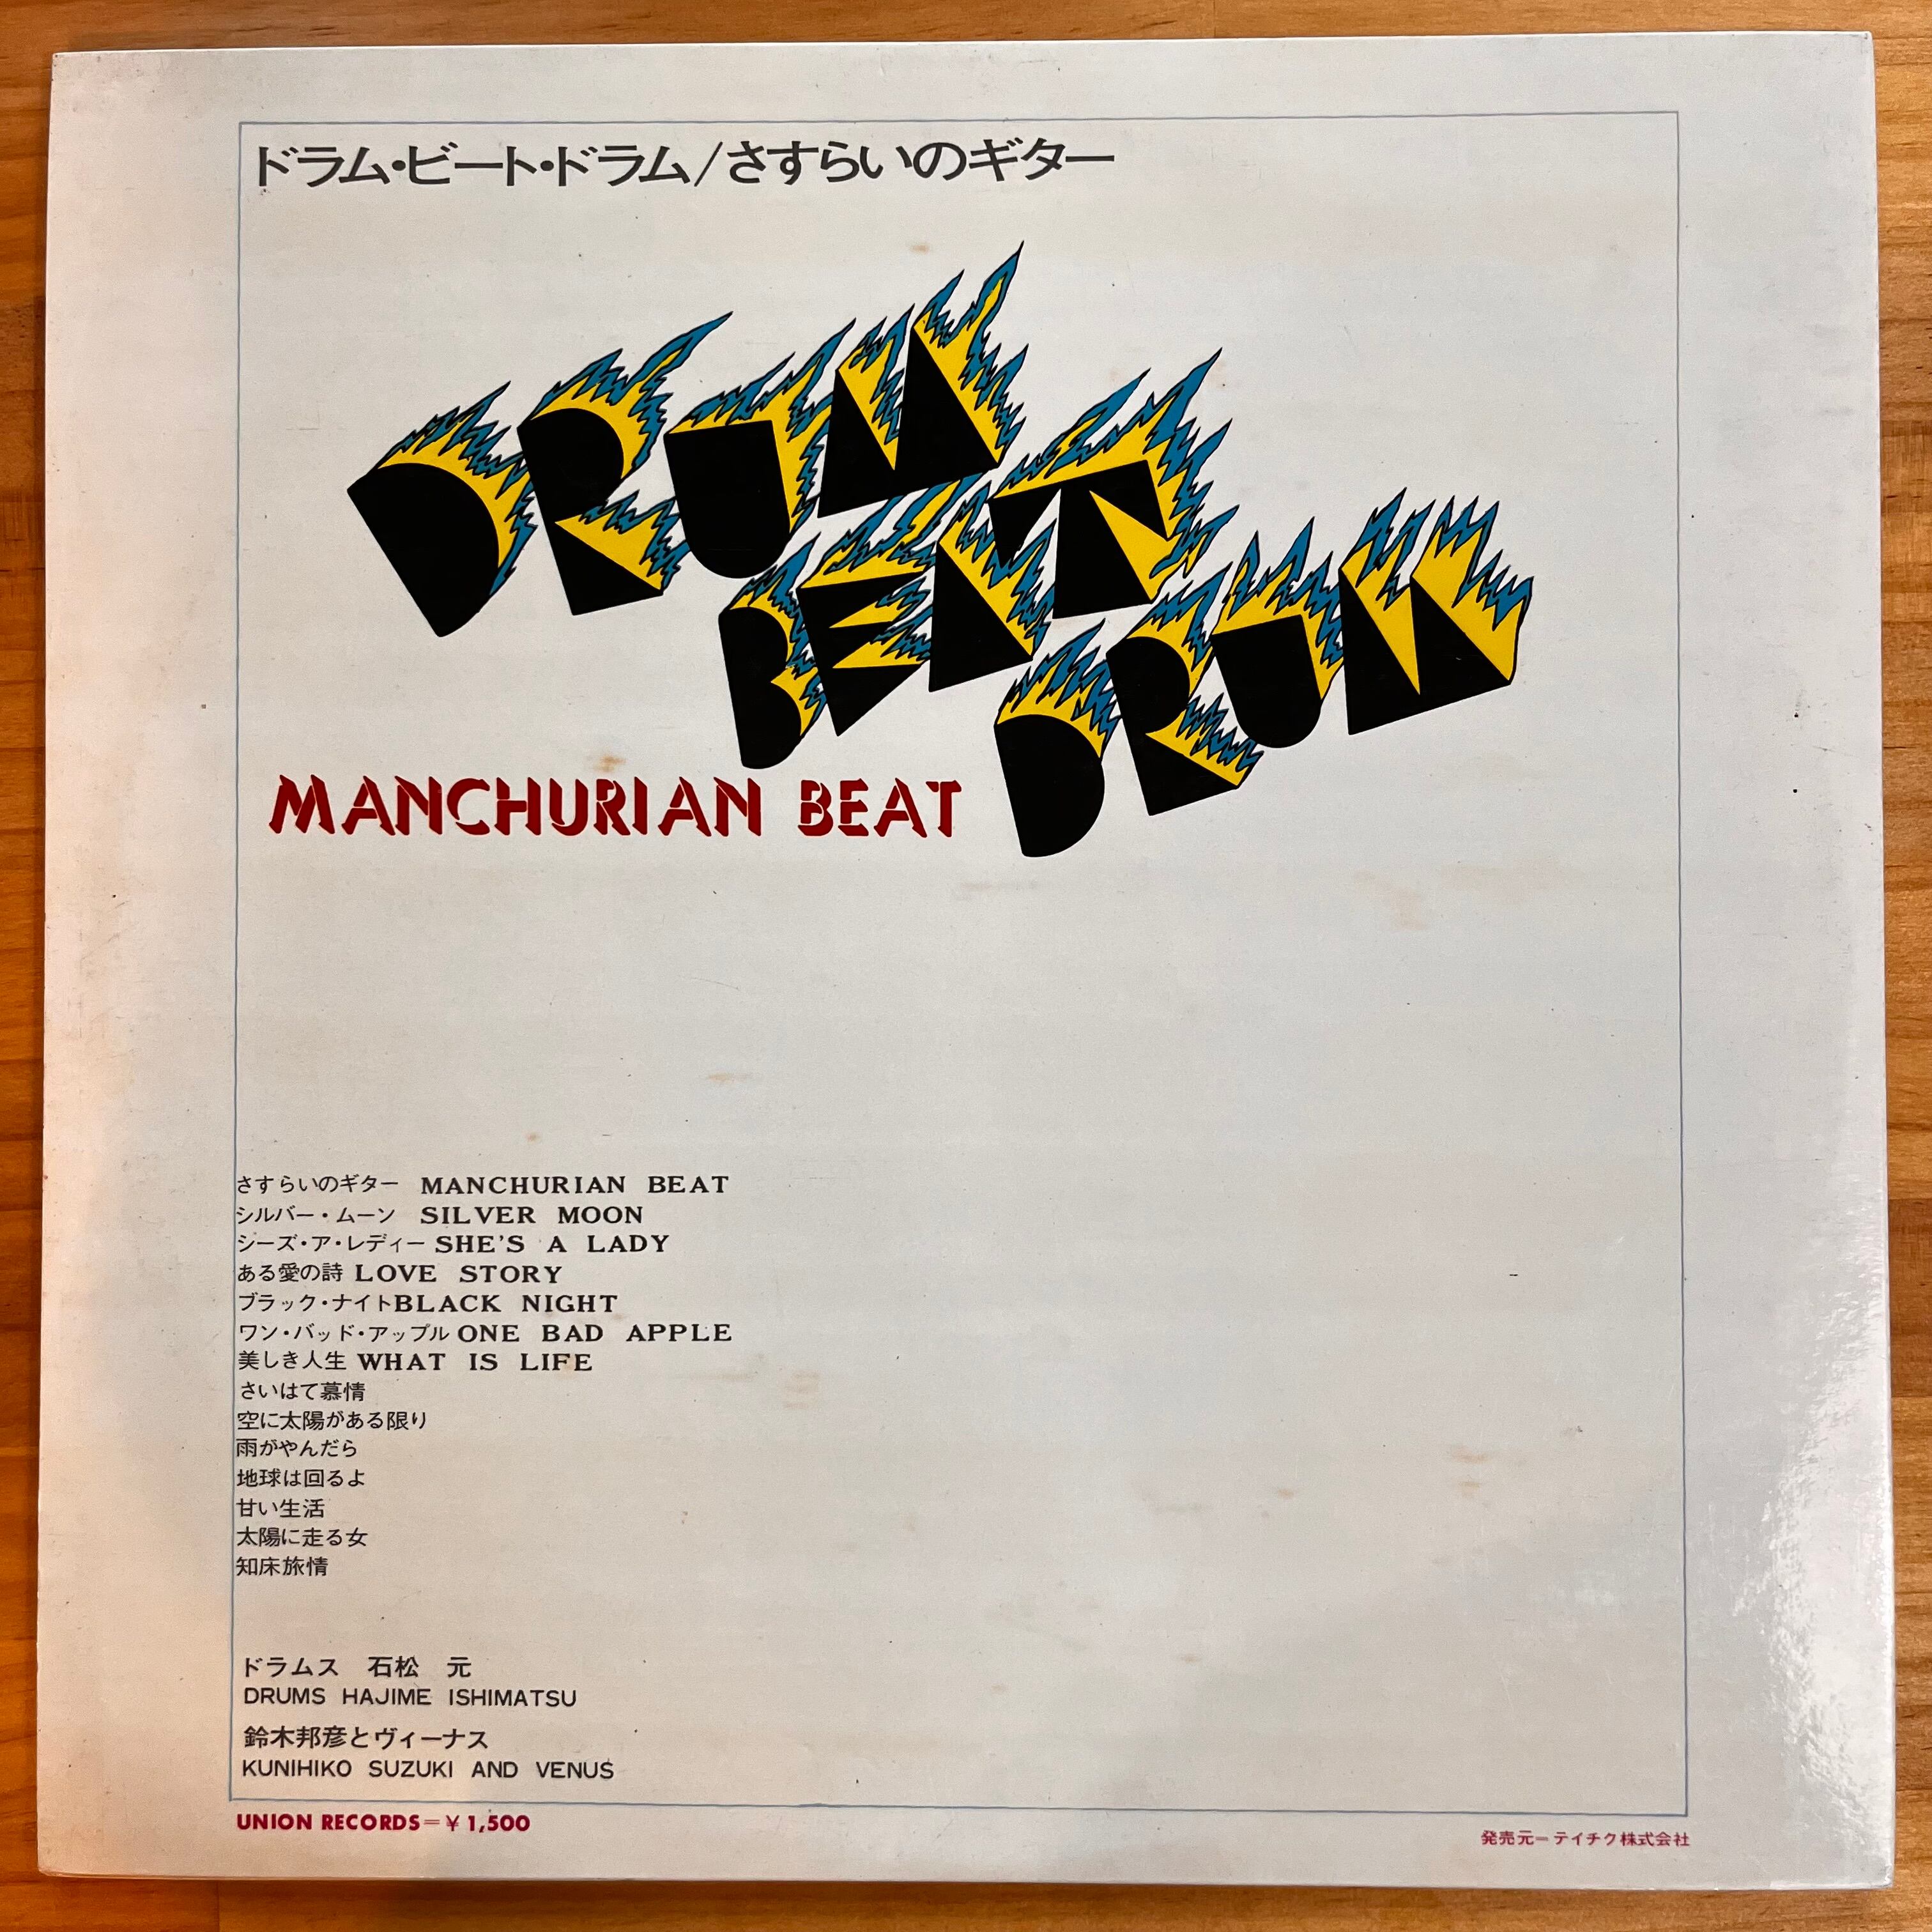 ドラム・ビート・ドラム/さすらいのギター
DRUM
BEAT
DRUM
MANCHURIAN BEAT
さすらいのギター MANCHURIAN BEAT
シルバー・ムーン SILVER MOON
シーズ・ア・レディー SHE'S A LADY
ある愛の詩 LOVE STORY
ブラック・ナイト BLACK NIGHT
ワン・バッド・アップル ONE BAD APPLE
美しき人生 WHAT IS LIFE
さいはて慕情
空に太陽がある限り
雨がやんだら
地球は回るよ
甘い生活
太陽に走る女
知床旅情
ドラムス 石松 元
DRUMS HAJIME ISHIMATSU
鈴木邦彦とヴィーナス
KUNIHIKO SUZUKI AND VENUS
UNION RECORDS=¥1,500
発売元=テイチク株式会社